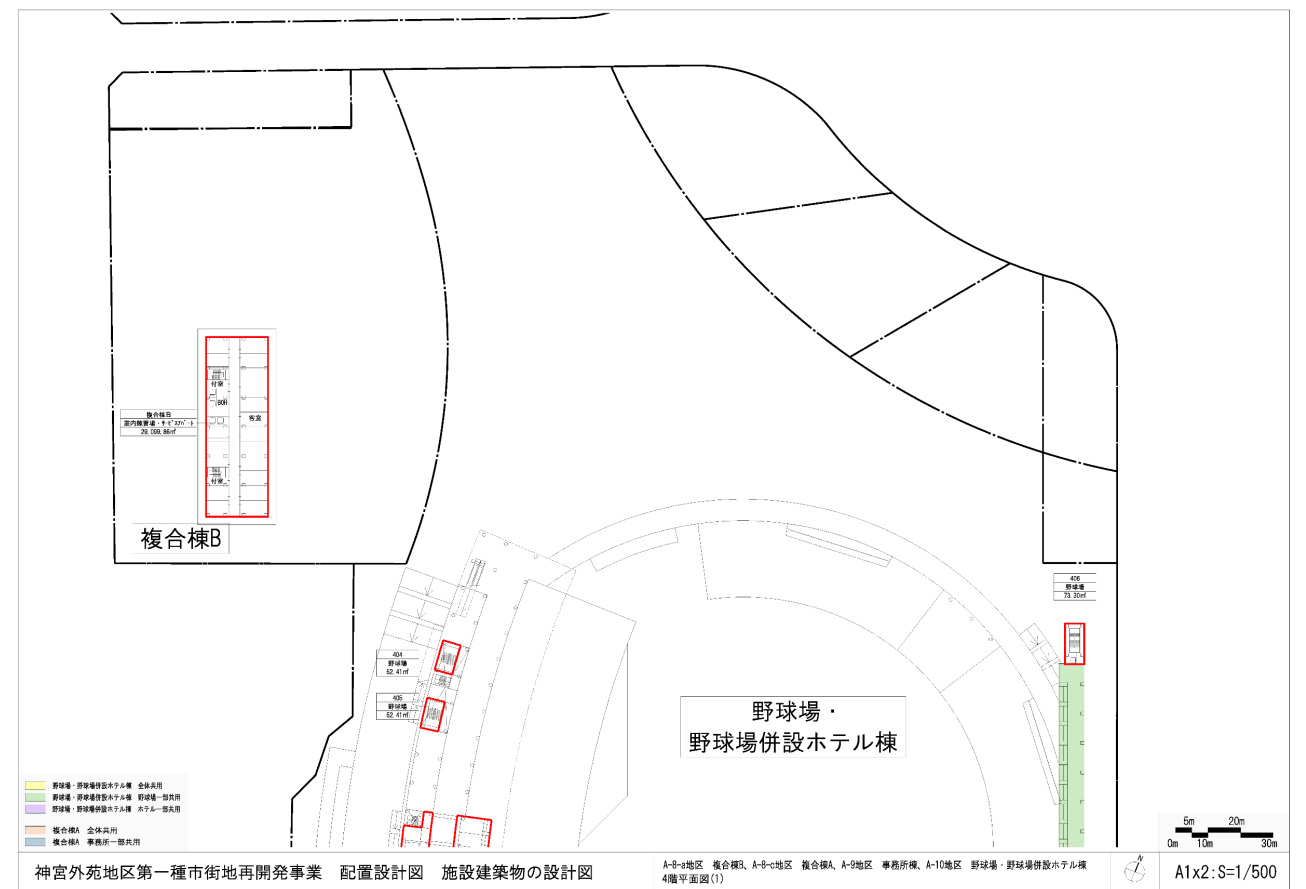 付室
BOH
客室
付室
複合棟B
室内練習場・サービスアパート
29,099.86㎡
複合棟B
404
野球場
52.41㎡
405
野球場
52.41㎡
406
野球場
73.30㎡
野球場・
野球場併設ホテル棟
野球場・野球場併設ホテル棟 全体共用
野球場・野球場併設ホテル棟 野球場一部共用
野球場・野球場併設ホテル棟 ホテル一部共用
複合棟A 全体共用
複合棟A 事務所一部共用
5m 20m
0m 10m 30m
神宮外苑地区第一種市街地再開発事業 配置設計図 施設建築物の設計図
A-8-a地区 複合棟B、A-8-c地区 複合棟A、A-9地区 事務所棟、A-10地区 野球場・野球場併設ホテル棟
4階平面図(1)
N
A1x2:S=1/500